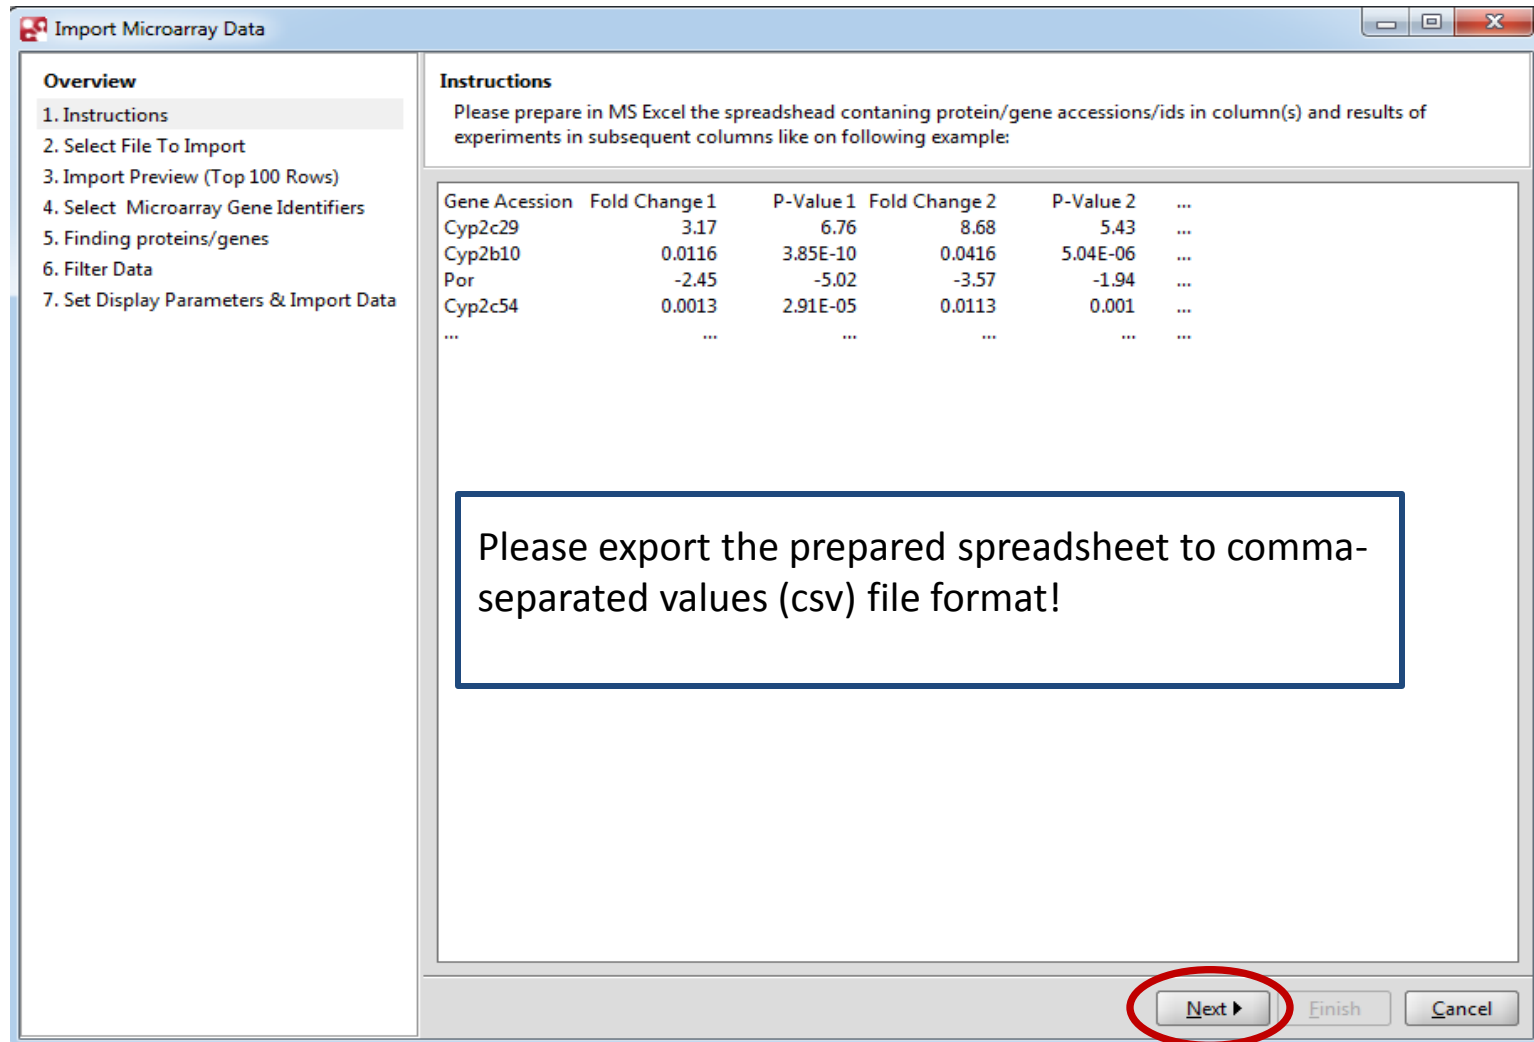 Import Microarray Data
Overview
1. Instructions
2. Select File To Import
3. Import Preview (Top 100 Rows)
4. Select  Microarray Gene Identifiers
5. Finding proteins/genes
6. Filter Data
7. Set Display Parameters & Import Data
Instructions
Please prepare in MS Excel the spreadshead contaning protein/gene accessions/ids in column(s) and results of
experiments in subsequent columns like on following example:
Gene Acession Fold Change 1 P-Value 1 Fold Change 2 P-Value 2 ...
Cyp2c29 3.17 6.76 8.68 5.43 ...
Cyp2b10 0.0116 3.85E-10 0.0416 5.04E-06 ...
Por -2.45 -5.02 -3.57 -1.94 ...
Cyp2c54 0.0013 2.91E-05 0.0113 0.001 ...
... ... ... ... ... ...
Please export the prepared spreadsheet to comma-
separated values (csv) file format!
Next Finish Cancel